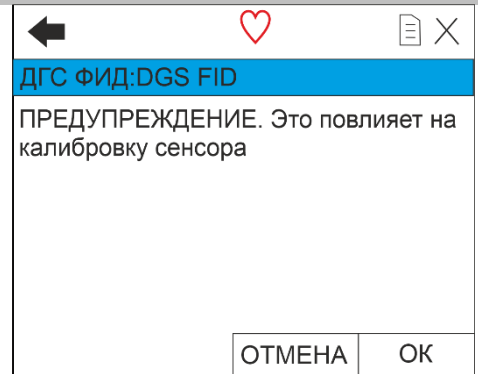 ДГС ФИД:DGS FID
ПРЕДУПРЕЖДЕНИЕ. Это повлияет на
калибровку сенсора
ОТМЕНА
ОК